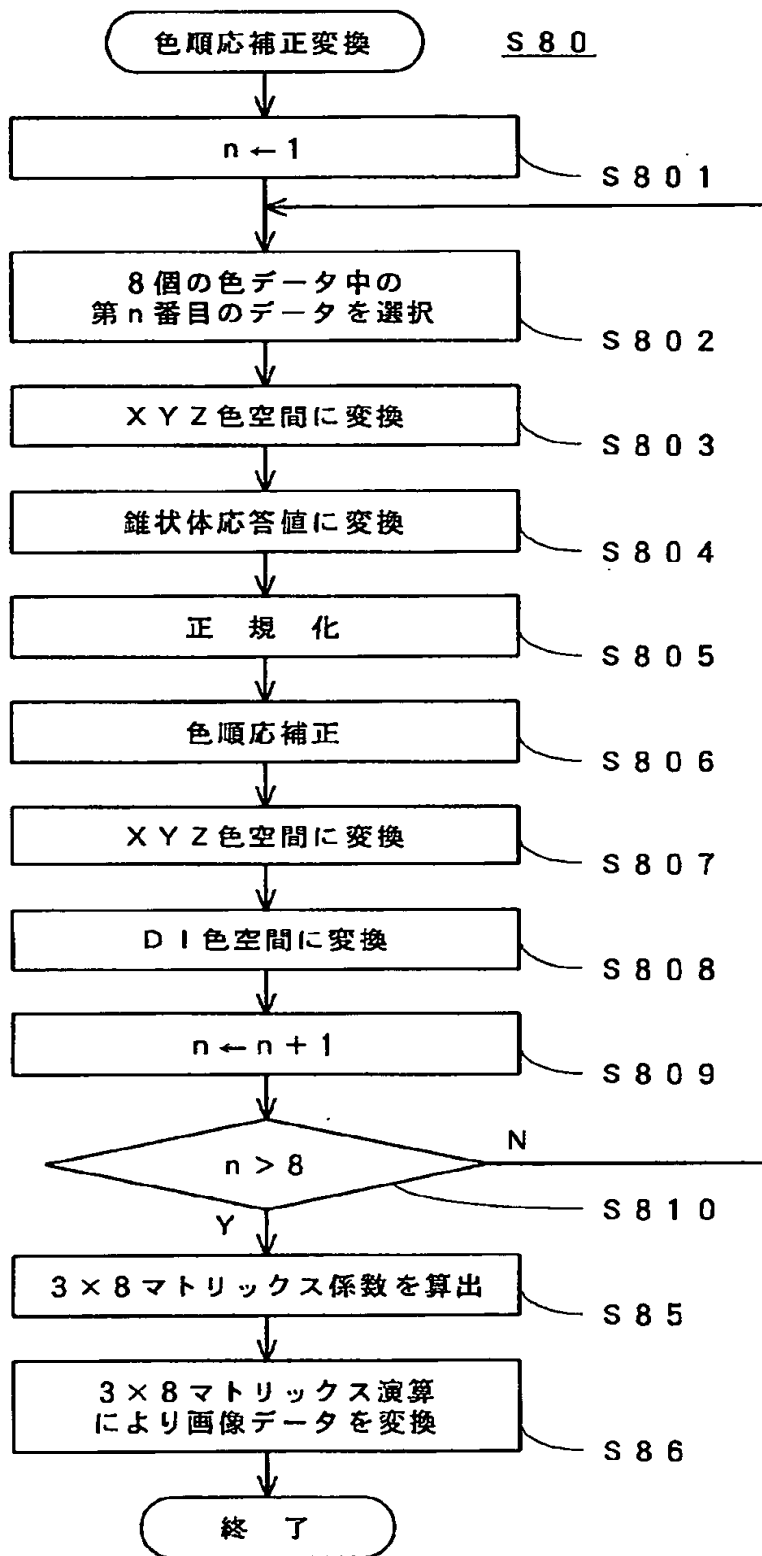 色順応補正変換
S80
n←1
S801
8個の色データ中の
第n番目のデータを選択
S802
XYZ色空間に変換
S803
錐状体応答値に変換
S804
正規化
S805
色順応補正
S806
XYZ色空間に変換
S807
DI色空間に変換
S808
n←n+1
S809
n>8
N
S810
Y
3×8マトリックス係数を算出
S85
3×8マトリックス演算
により画像データを変換
S86
終了